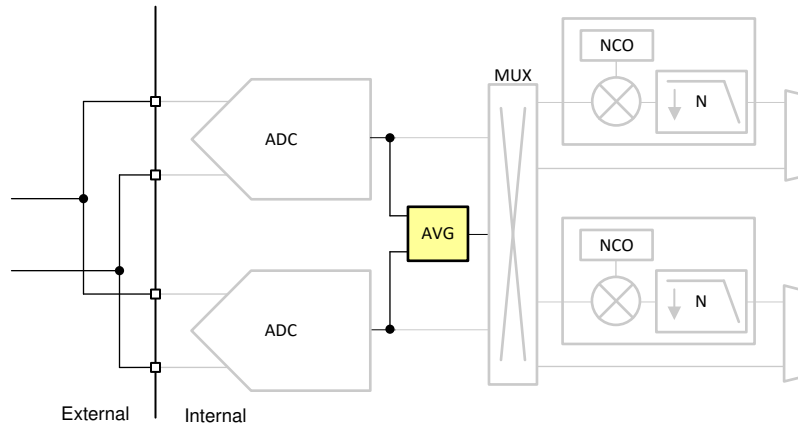 NCO
MUX
N
ADC
AVG
NCO
N
ADC
External
Internal